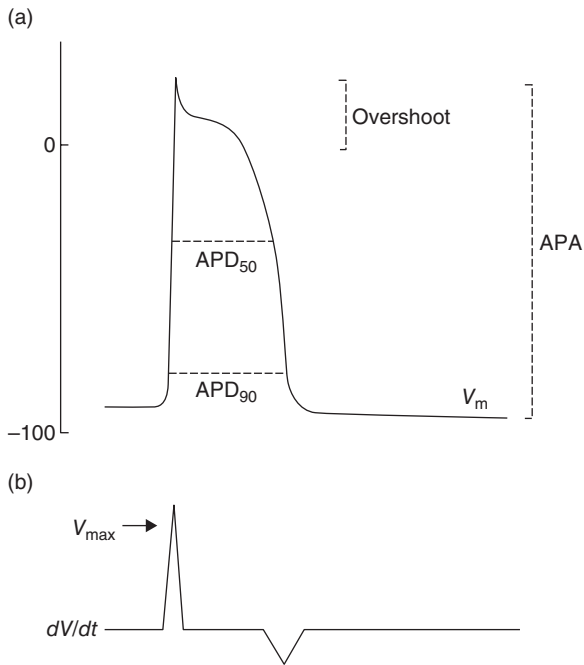 (a)
Overshoot
0
APA
APD50
APD90
Vm
–100
(b)
Vmax
dV/dt